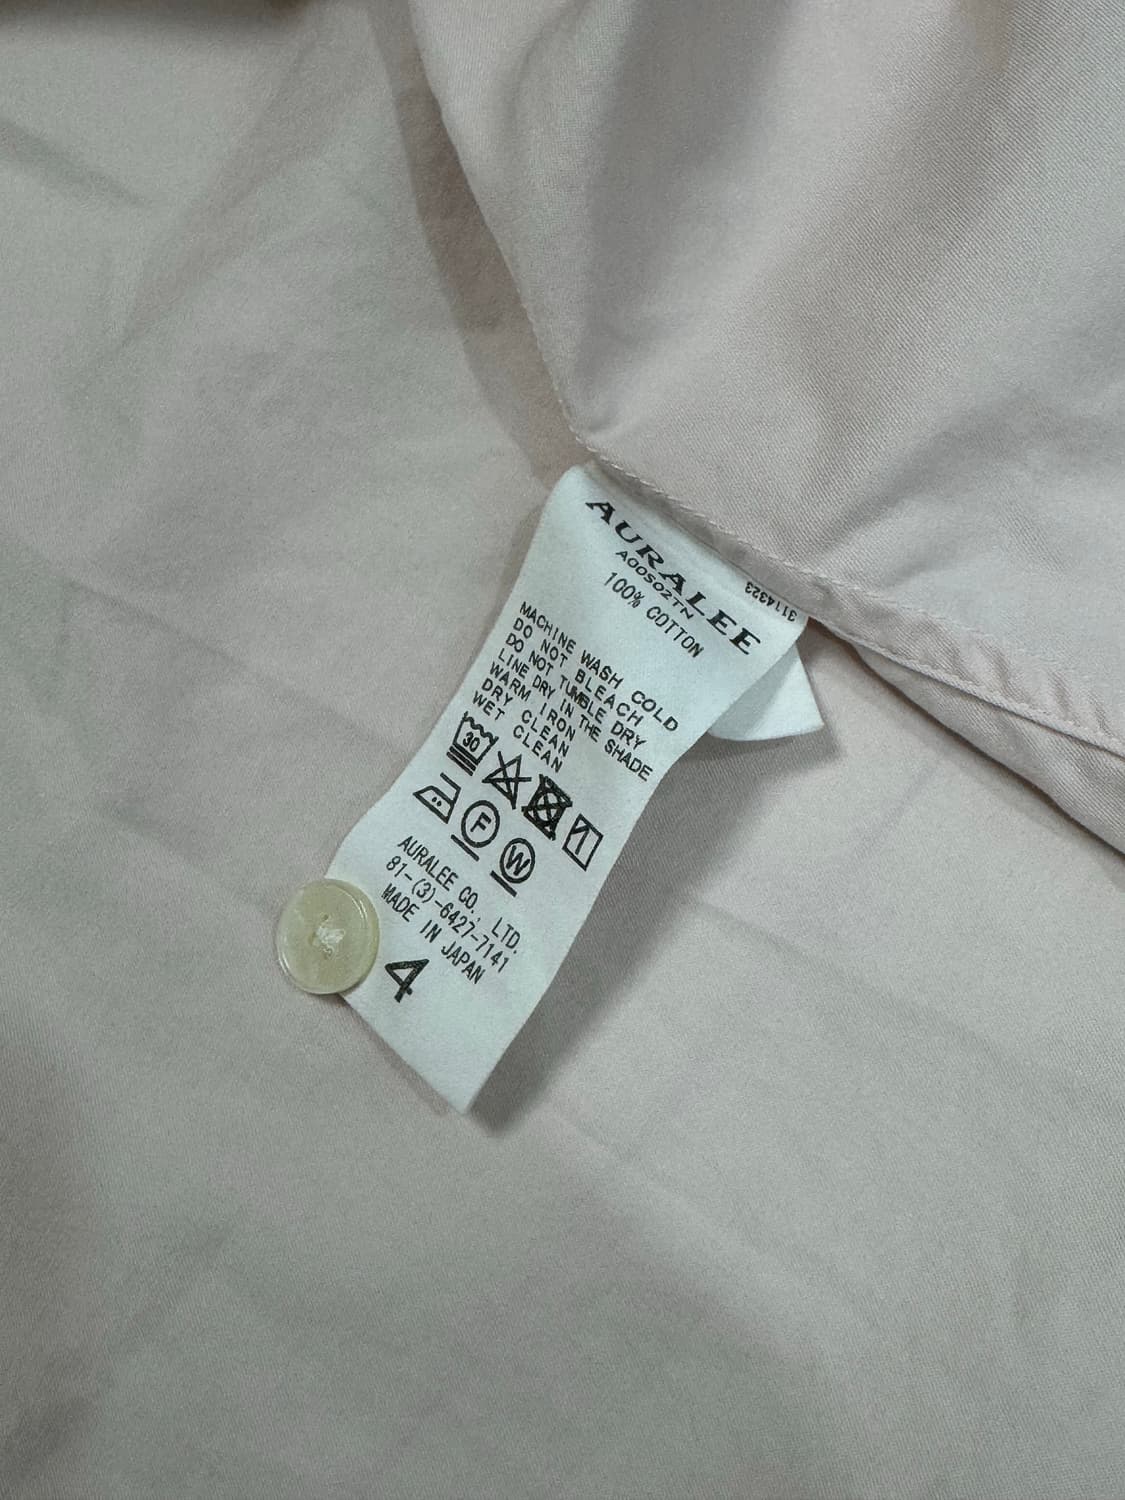 AURALEE
A00S02TN
3114323
100% COTTON
MACHINE WASH COLD
DO NOT BLEACH
DO NOT TUMBLE DRY
LINE DRY IN THE SHADE
WARM IRON
DRY CLEAN
WET CLEAN
30
F W
AURALEE CO., LTD.
81-(3)-6427-7141
MADE IN JAPAN
4